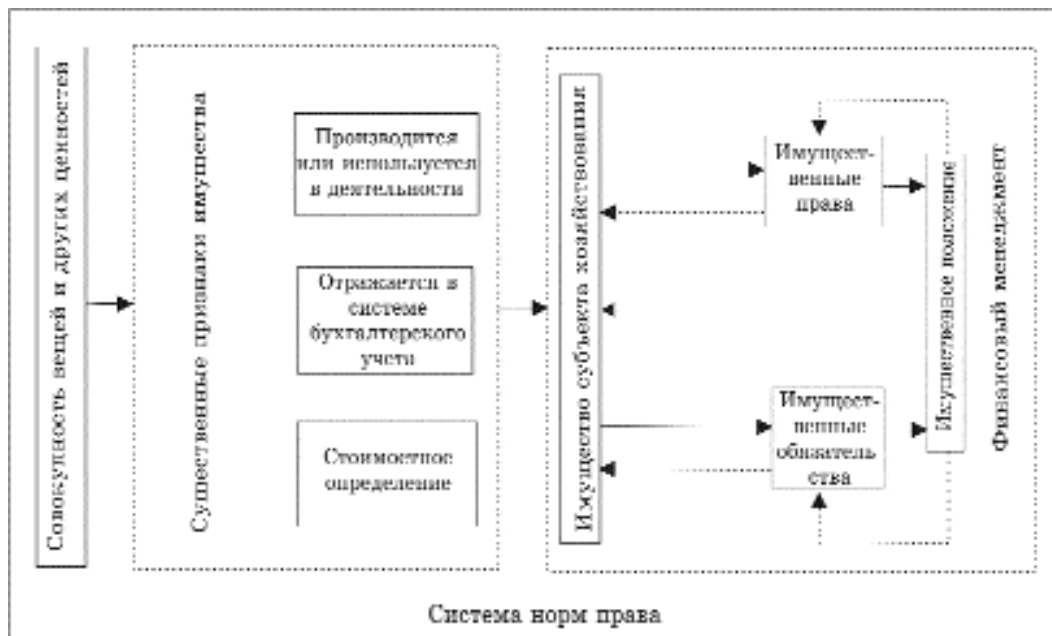 Совокупность вещей и других ценностей
Существенные признаки имущества
Производится
или используется
в деятельности
Отражается в
системе
бухгалтерского
учета
Стоимостное
определение
Имущество субъекта хозяйствования
Имущест-
венные
права
Имущест-
венные
обязатель
ства
Имущественное положение
Финансовый менеджмент
Система норм права